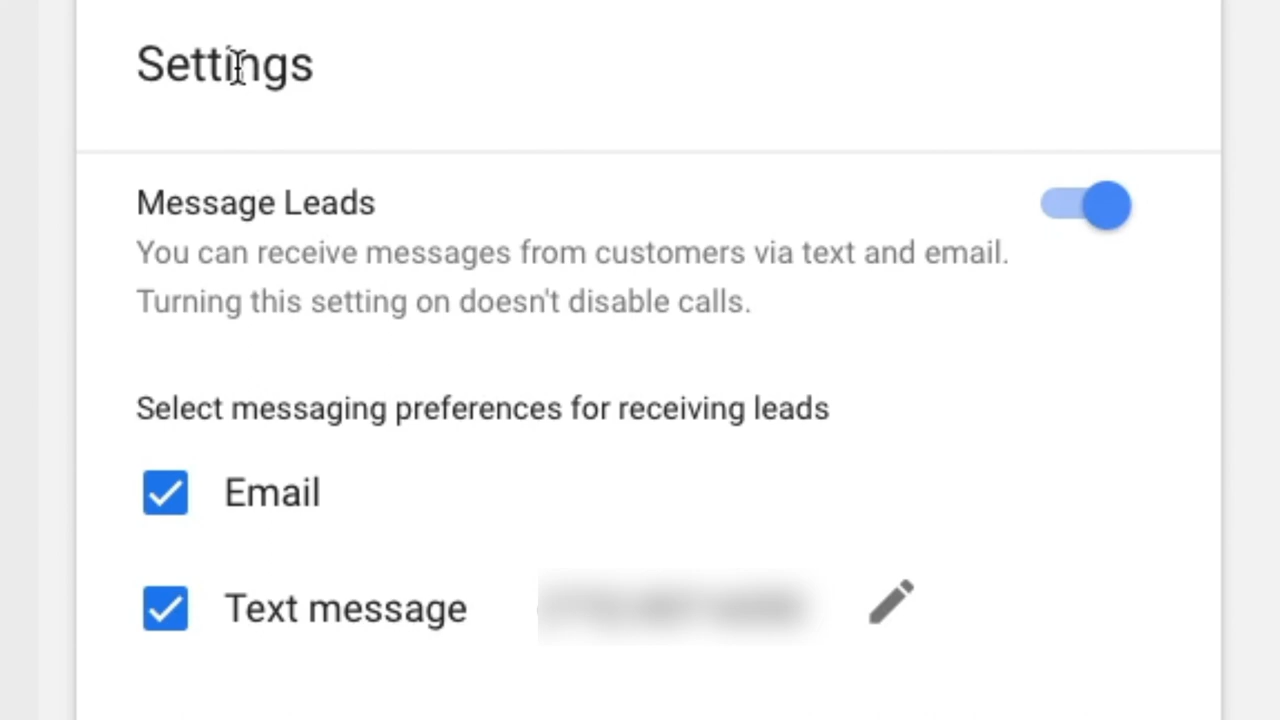 Settings
Message Leads
You can receive messages from customers via text and email.
Turning this setting on doesn't disable calls.
Select messaging preferences for receiving leads
Email
Text message